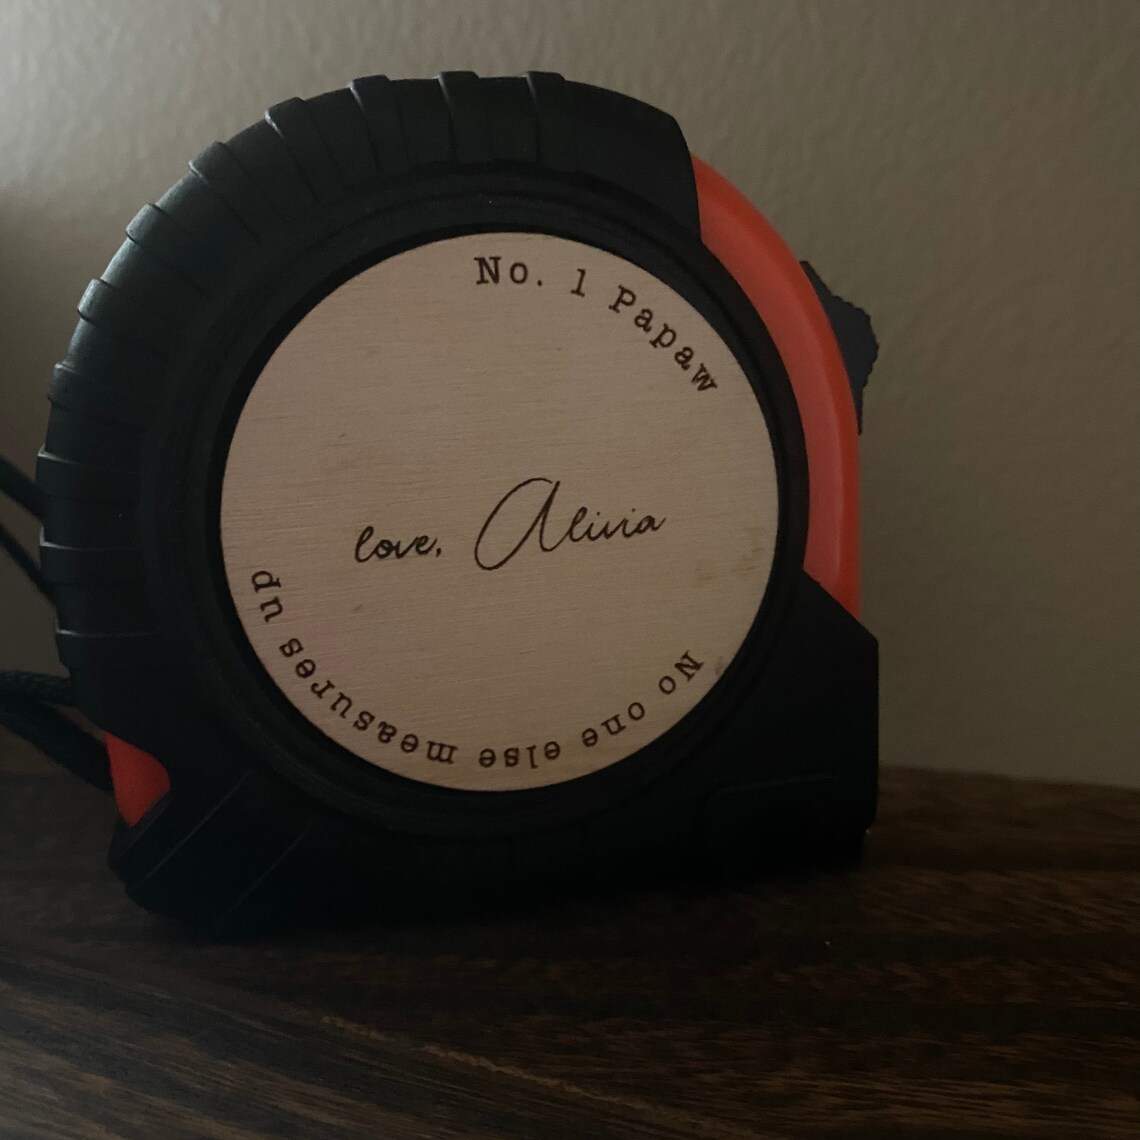 No. 1 Papaw
love, Alivia
No one else measures up